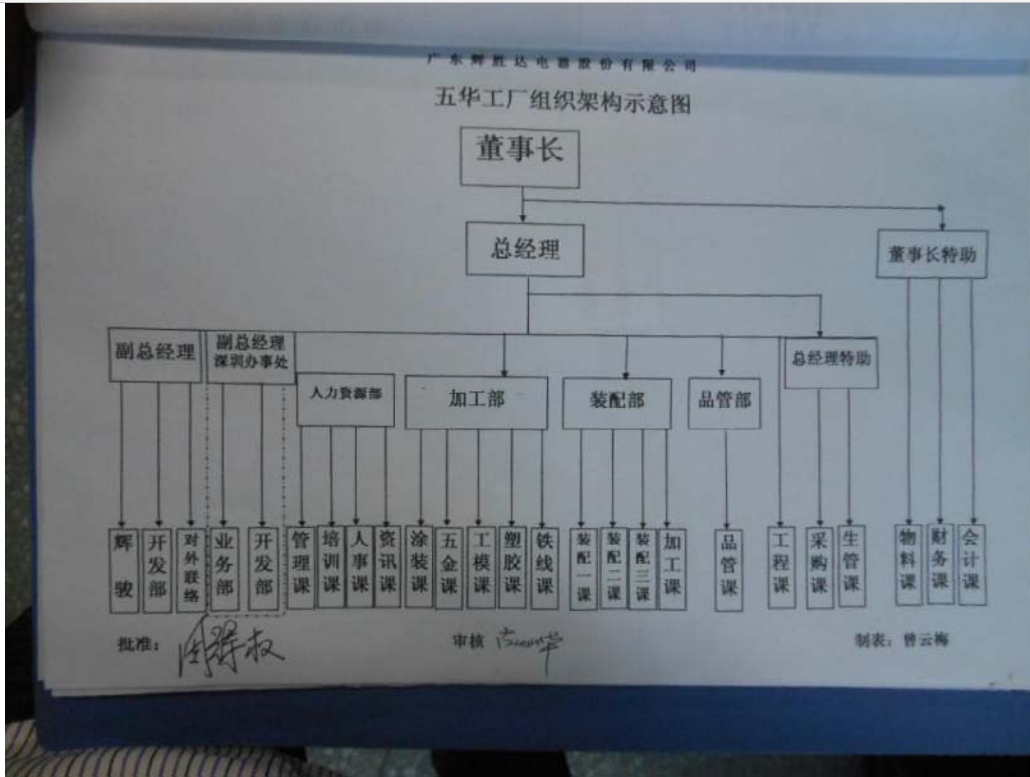 广东辉胜达电器股份有限公司
五华工厂组织架构示意图
董事长
总经理
董事长特助
副总经理
副总经理
深圳办事处
总经理特助
人力资源部
加工部
装配部
品管部
辉骏
开发部
对外联络
业务部
开发部
管理课
培训课
人事课
资讯课
涂装课
五金课
工模课
塑胶课
铁线课
装配一课
装配二课
装配三课
加工课
品管课
工程课
采购课
生管课
物料课
财务课
会计课
批准：
审核
制表：曾云梅